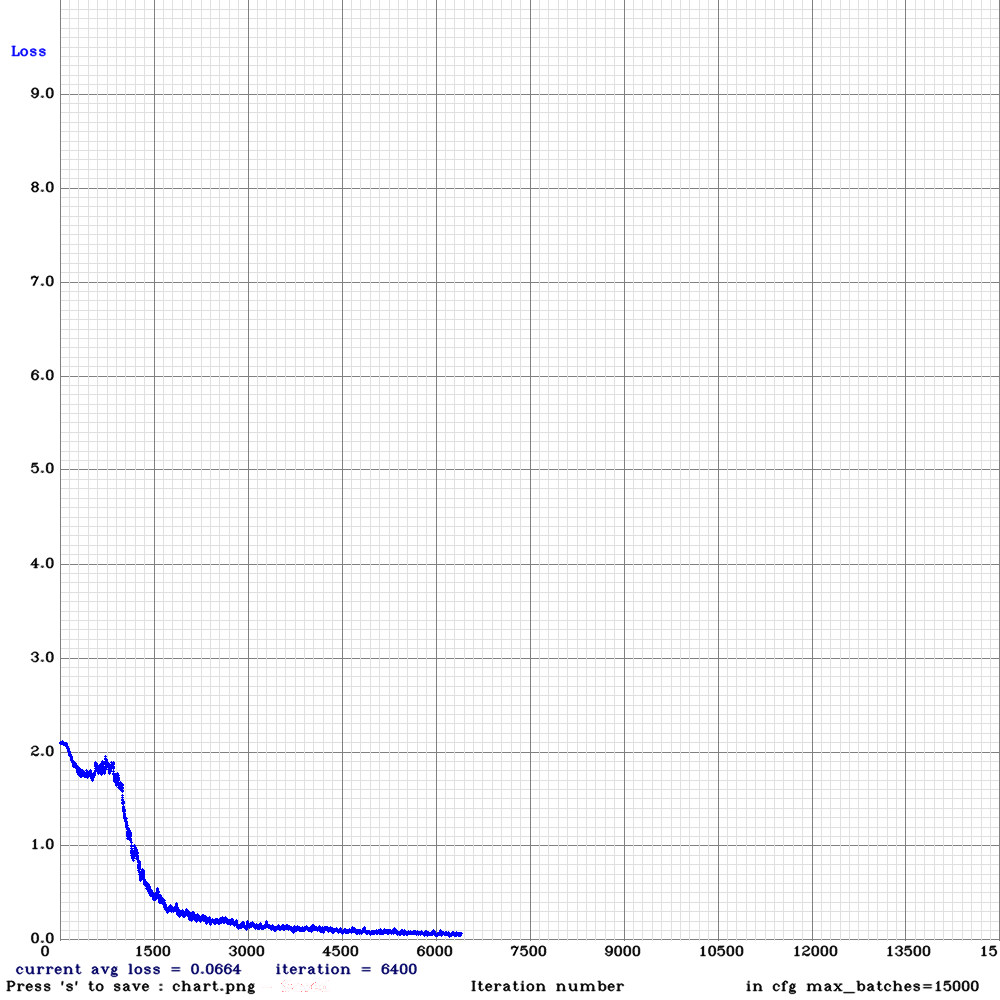 Loss
9.0
8.0
7.0
6.0
5.0
4.0
3.0
2.0
1.0
0.0
0 1500 3000 4500 6000 7500 9000 10500 12000 13500 15
current avg loss = 0.0664 iteration = 6400
Press 's' to save : chart.png Iteration number in cfg max_batches=15000